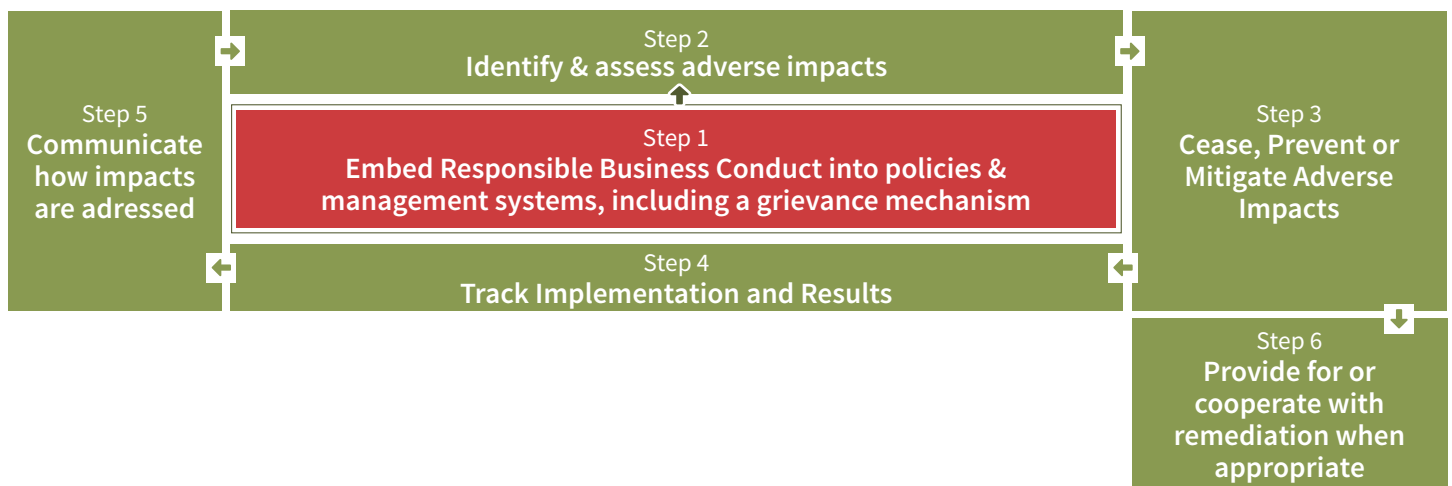 Step 2
Identify & assess adverse impacts
Step 5
Communicate
how impacts
are adressed
Step 1
Embed Responsible Business Conduct into policies &
management systems, including a grievance mechanism
Step 3
Cease, Prevent or
Mitigate Adverse
Impacts
Step 4
Track Implementation and Results
Step 6
Provide for or
cooperate with
remediation when
appropriate